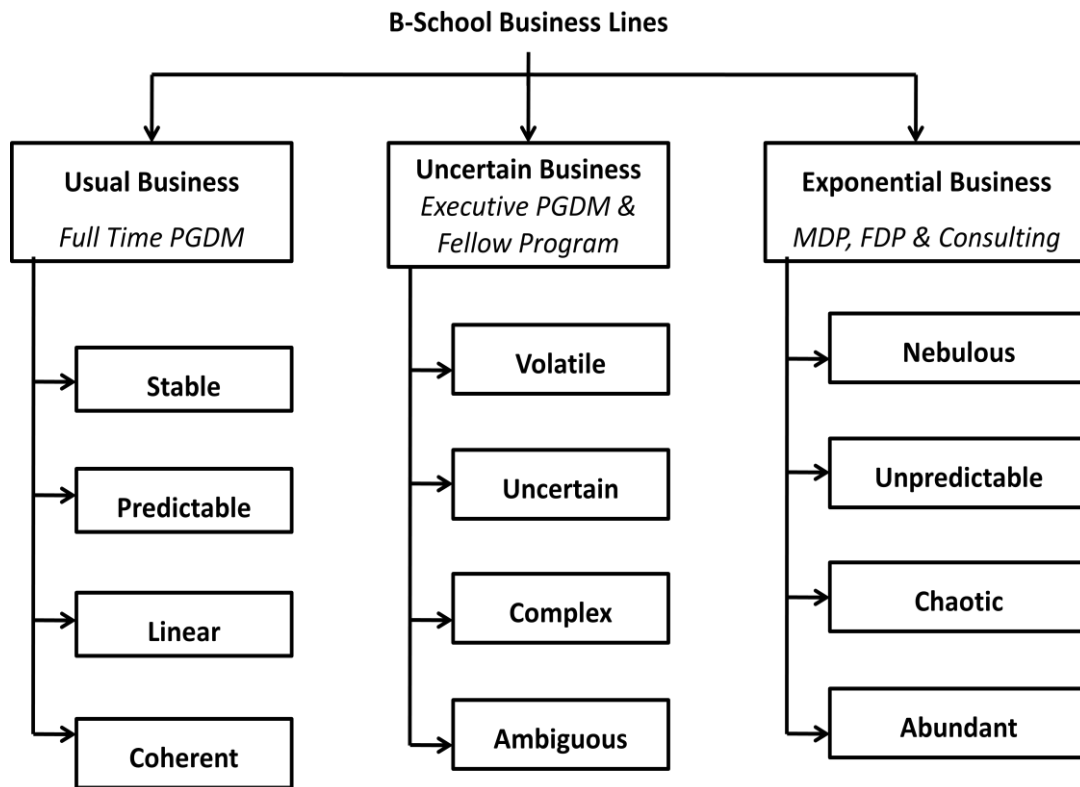 B-School Business Lines
Usual Business
Full Time PGDM
Stable
Predictable
Linear
Coherent
Uncertain Business
Executive PGDM &
Fellow Program
Volatile
Uncertain
Complex
Ambiguous
Exponential Business
MDP, FDP & Consulting
Nebulous
Unpredictable
Chaotic
Abundant